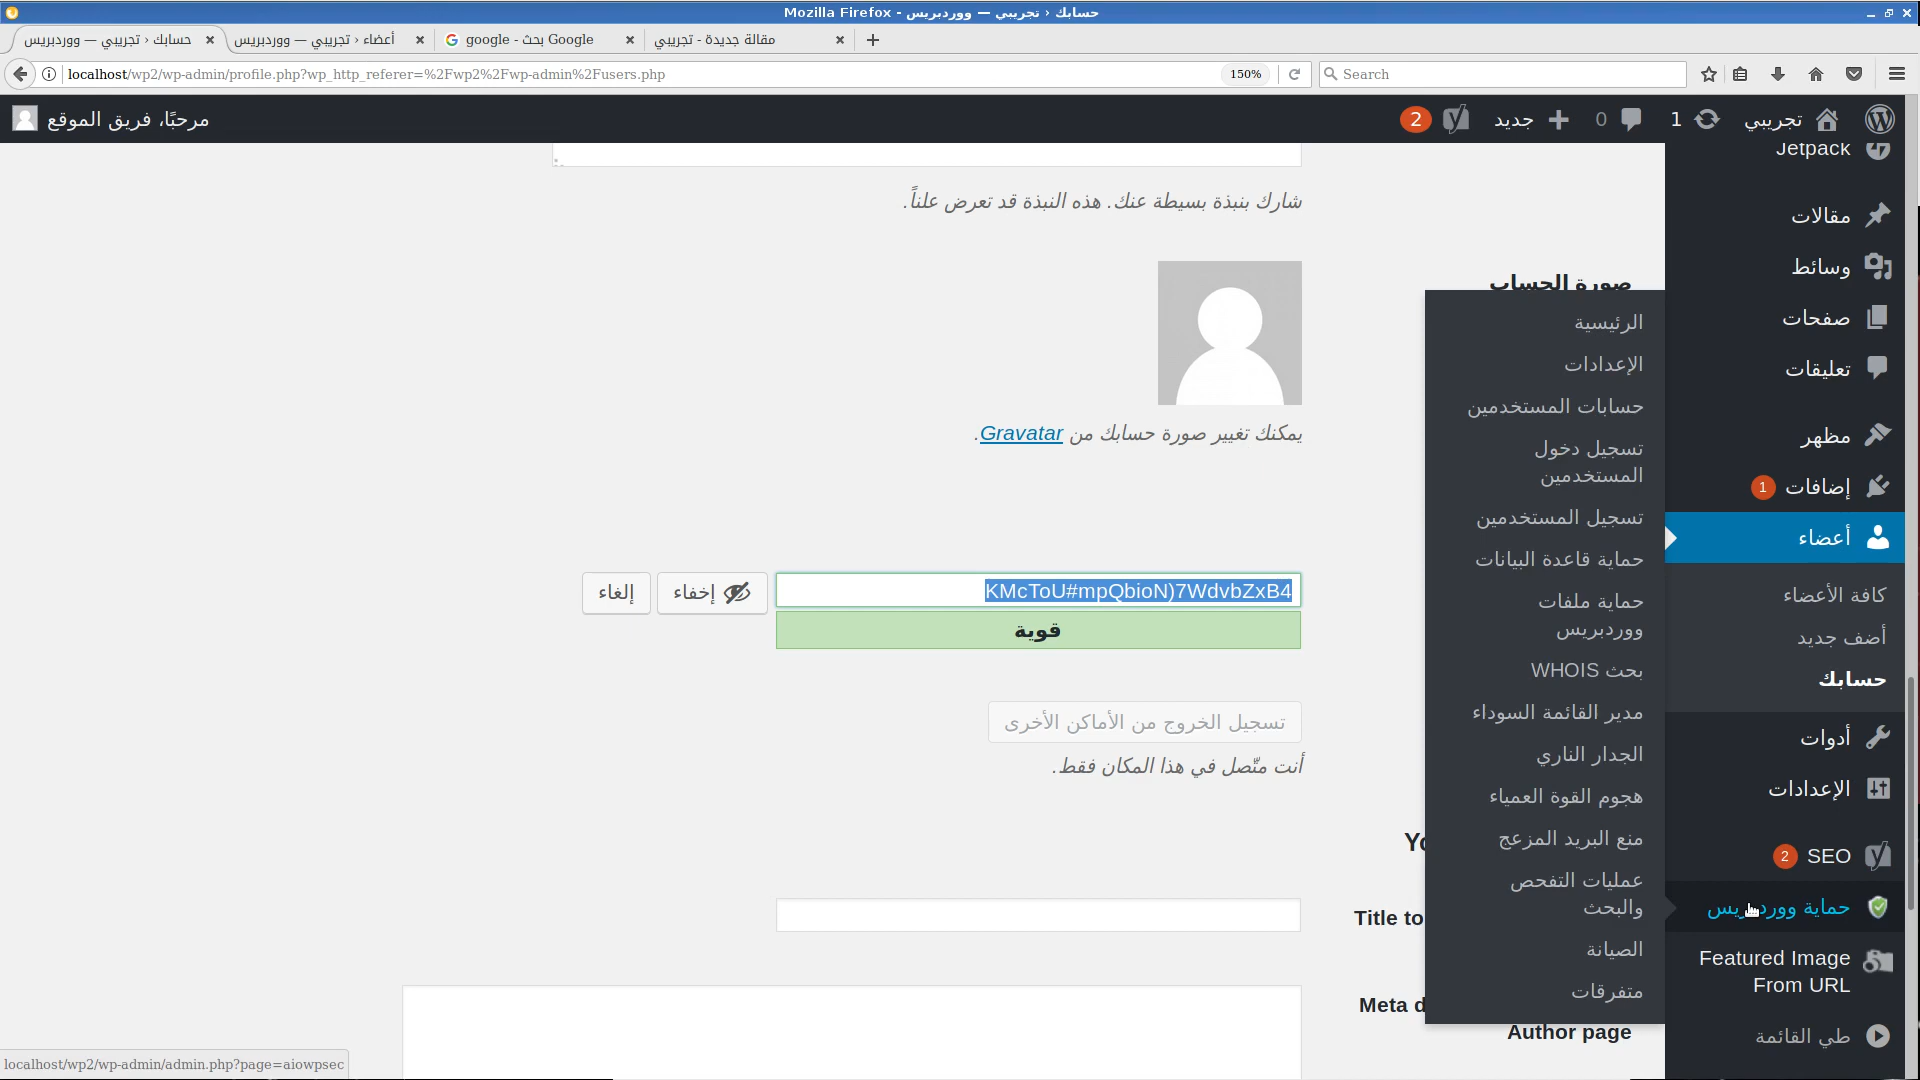 حسابك ‹ تجريبي — ووردبريس - Mozilla Firefox
حسابك ‹ تجريبي — ووردبريس
أعضاء ‹ تجريبي — ووردبريس
google - بحث Google
مقالة جديدة - تجريبي
localhost/wp2/wp-admin/profile.php?wp_http_referer=%2Fwp2%2Fwp-admin%2Fusers.php
150%
Search
تجريبي
1
0
جديد
2
مرحبًا، فريق الموقع
Jetpack
مقالات
وسائط
صفحات
تعليقات
مظهر
إضافات 1
أعضاء
كافة الأعضاء
أضف جديد
حسابك
أدوات
الإعدادات
SEO 2
حماية ووردبريس
Featured Image
From URL
طي القائمة
الرئيسية
الإعدادات
حسابات المستخدمين
تسجيل دخول
المستخدمين
تسجيل المستخدمين
حماية قاعدة البيانات
حماية ملفات
ووردبريس
بحث WHOIS
مدير القائمة السوداء
الجدار الناري
هجوم القوة العمياء
منع البريد المزعج
عمليات التفحص
والبحث
الصيانة
متفرقات
شارك بنبذة بسيطة عنك. هذه النبذة قد تعرض علناً.
صورة الحساب
يمكنك تغيير صورة حسابك من Gravatar.
KMcToU#mpQbioN)7WdvbZxB4
إخفاء
إلغاء
قوية
تسجيل الخروج من الأماكن الأخرى
أنت متّصل في هذا المكان فقط.
Yo
Title to
Meta d
Author page
localhost/wp2/wp-admin/admin.php?page=aiowpsec